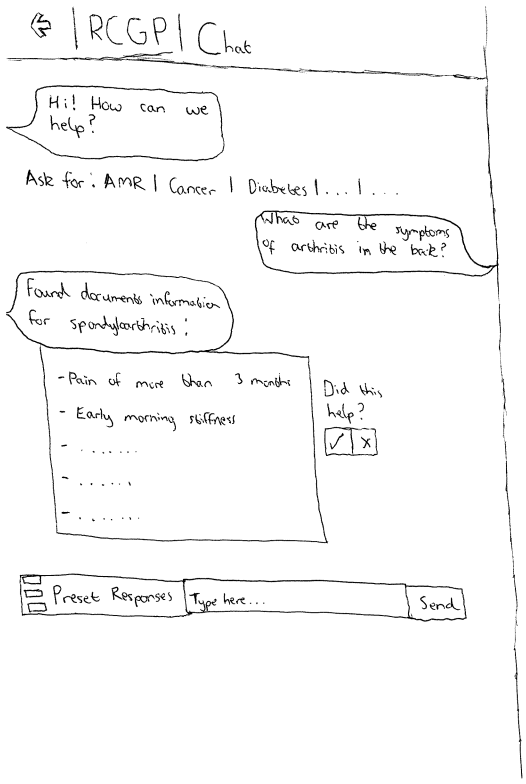 |RCGP| Chat
Hi! How can we
help?
Ask for: AMR | Cancer | Diabetes |...|...
What are the symptoms
of arthritis in the back?
Found documents information
for spondyloarthritis:
- Pain of more than 3 months
- Early morning stiffness
- .......
- ......
- .......
Did this
help?
✓ x
Preset Responses Type here... Send